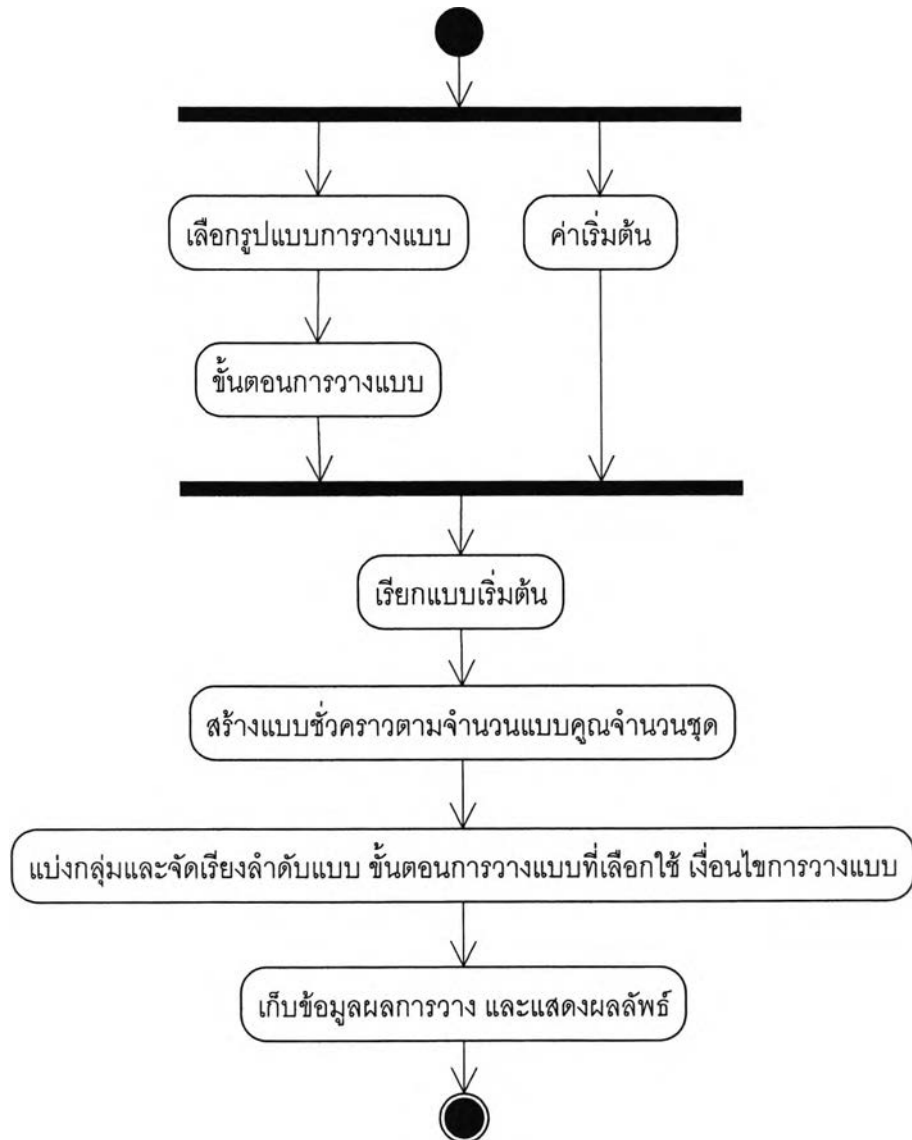 เลือกรูปแบบการวางแบบ
ค่าเริ่มต้น
ขั้นตอนการวางแบบ
เรียกแบบเริ่มต้น
สร้างแบบชั่วคราวตามจำนวนแบบคูณจำนวนชุด
แบ่งกลุ่มและจัดเรียงลำดับแบบ ขั้นตอนการวางแบบที่เลือกใช้ เงื่อนไขการวางแบบ
เก็บข้อมูลผลการวาง และแสดงผลลัพธ์